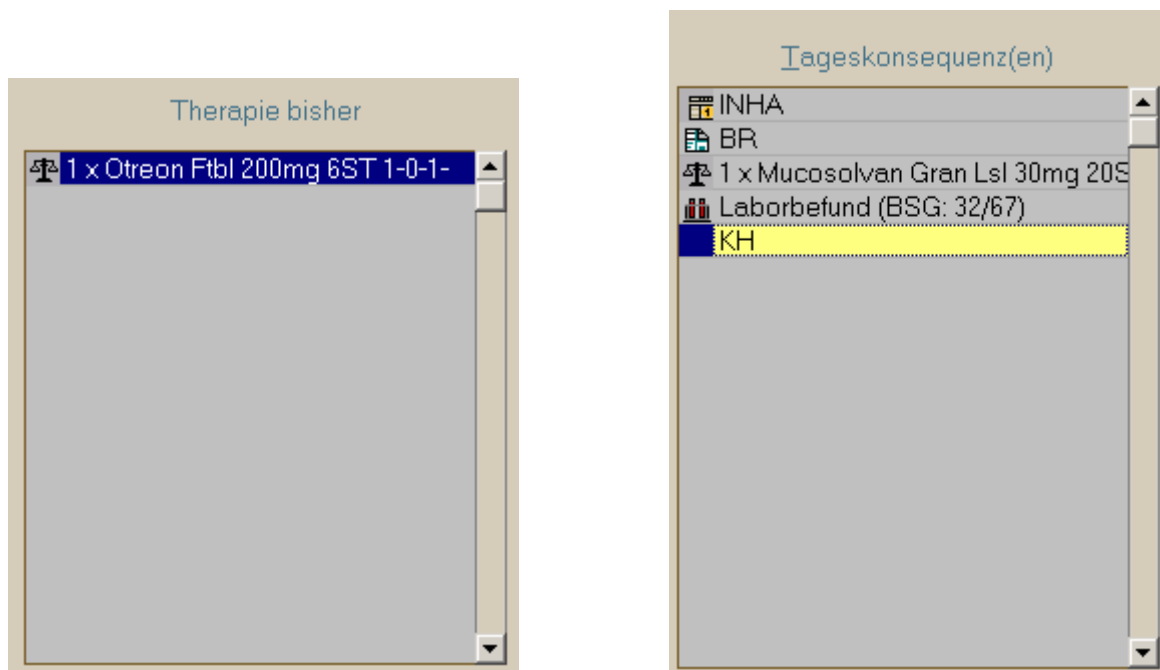 Therapie bisher
1 x Otreon Ftbl 200mg 6ST 1-0-1-
Tageskonsequenz(en)
INHA
BR
1 x Mucosolvan Gran Lsl 30mg 20S
Laborbefund (BSG: 32/67)
KH